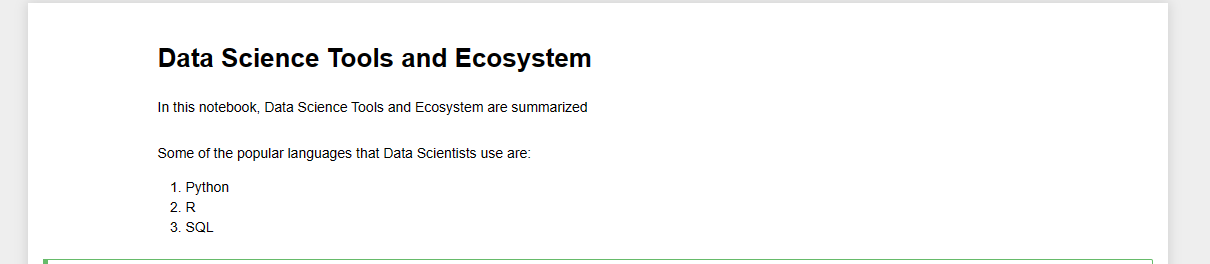 Data Science Tools and Ecosystem
In this notebook, Data Science Tools and Ecosystem are summarized
Some of the popular languages that Data Scientists use are:
1. Python
2. R
3. SQL